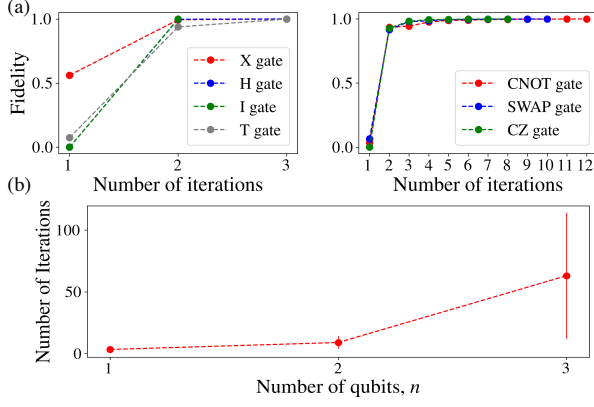 (a)
Fidelity
1.0
0.5
0.0
X gate
H gate
I gate
T gate
1 2 3
Number of iterations
1.0
0.5
0.0
CNOT gate
SWAP gate
CZ gate
1 2 3 4 5 6 7 8 9 10 11 12
Number of iterations
(b)
Number of Iterations
100
50
0
1 2 3
Number of qubits, n